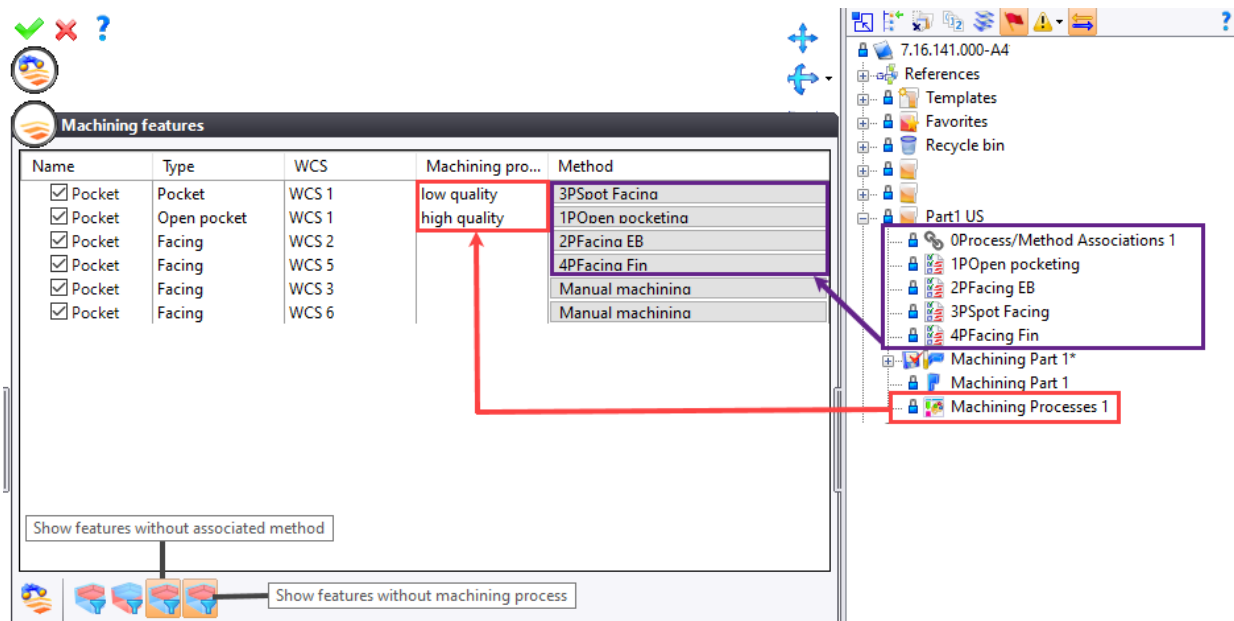 ?
Machining features
Name Type WCS Machining pro... Method
Pocket Pocket WCS 1 low quality 3PSpot Facing
Pocket Open pocket WCS 1 high quality 1POpen pocketing
Pocket Facing WCS 2 2PFacing EB
Pocket Facing WCS 5 4PFacing Fin
Pocket Facing WCS 3 Manual machining
Pocket Facing WCS 6 Manual machining
Show features without associated method
Show features without machining process
?
7.16.141.000-A4
References
Templates
Favorites
Recycle bin
Part1 US
0Process/Method Associations 1
1POpen pocketing
2PFacing EB
3PSpot Facing
4PFacing Fin
Machining Part 1*
Machining Part 1
Machining Processes 1